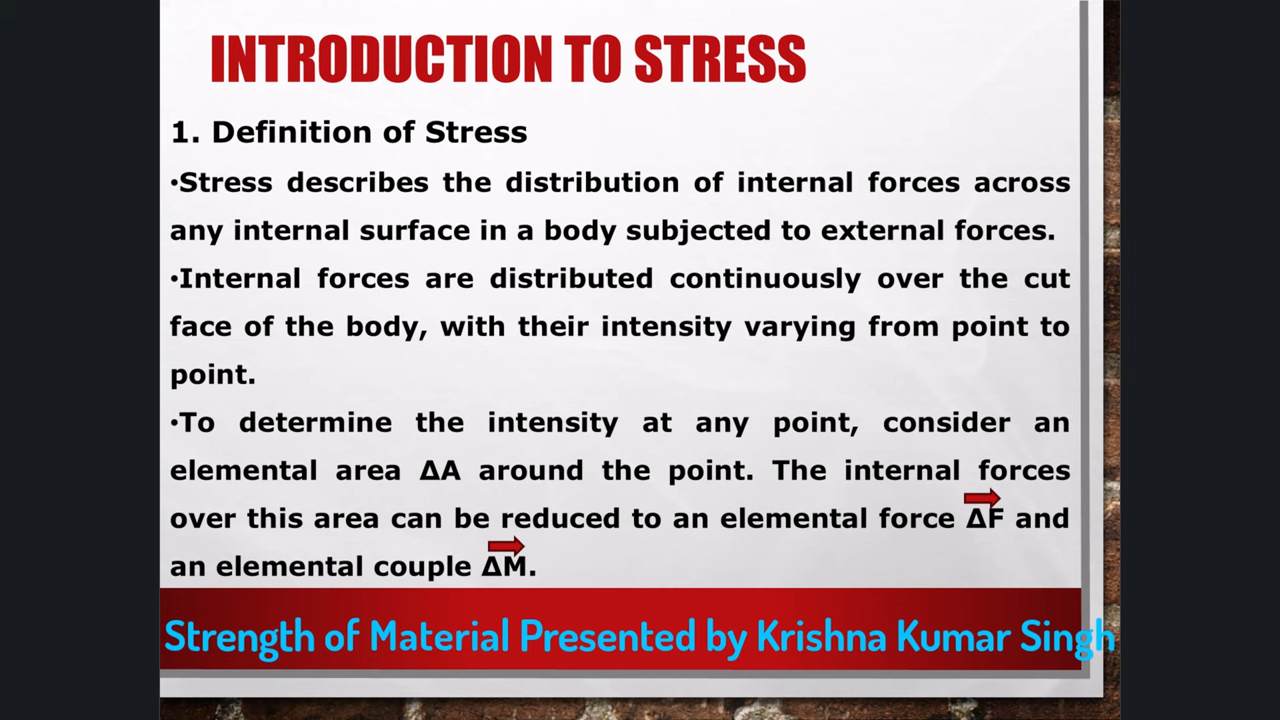 INTRODUCTION TO STRESS
1. Definition of Stress
•Stress describes the distribution of internal forces across
any internal surface in a body subjected to external forces.
•Internal forces are distributed continuously over the cut
face of the body, with their intensity varying from point to
point.
•To determine the intensity at any point, consider an
elemental area ΔA around the point. The internal forces
over this area can be reduced to an elemental force ΔF and
an elemental couple ΔM.
Strength of Material Presented by Krishna Kumar Singh